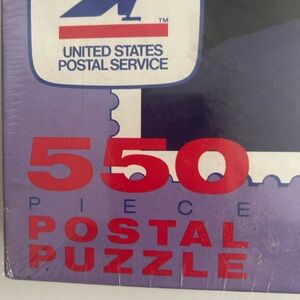 TM
UNITED STATES
POSTAL SERVICE
550
PIECE
POSTAL
PUZZLE